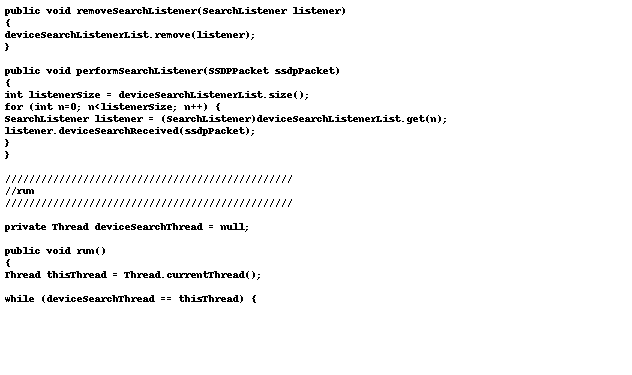 public void removeSearchListener(SearchListener listener)
{
deviceSearchListenerList.remove(listener);
}

public void performSearchListener(SSDPPacket ssdpPacket)
{
int listenerSize = deviceSearchListenerList.size();
for (int n=0; n<listenerSize; n++) {
SearchListener listener = (SearchListener)deviceSearchListenerList.get(n);
listener.deviceSearchReceived(ssdpPacket);
}
}

////////////////////////////////////////////////
//run
////////////////////////////////////////////////

private Thread deviceSearchThread = null;

public void run()
{
Thread thisThread = Thread.currentThread();

while (deviceSearchThread == thisThread) {